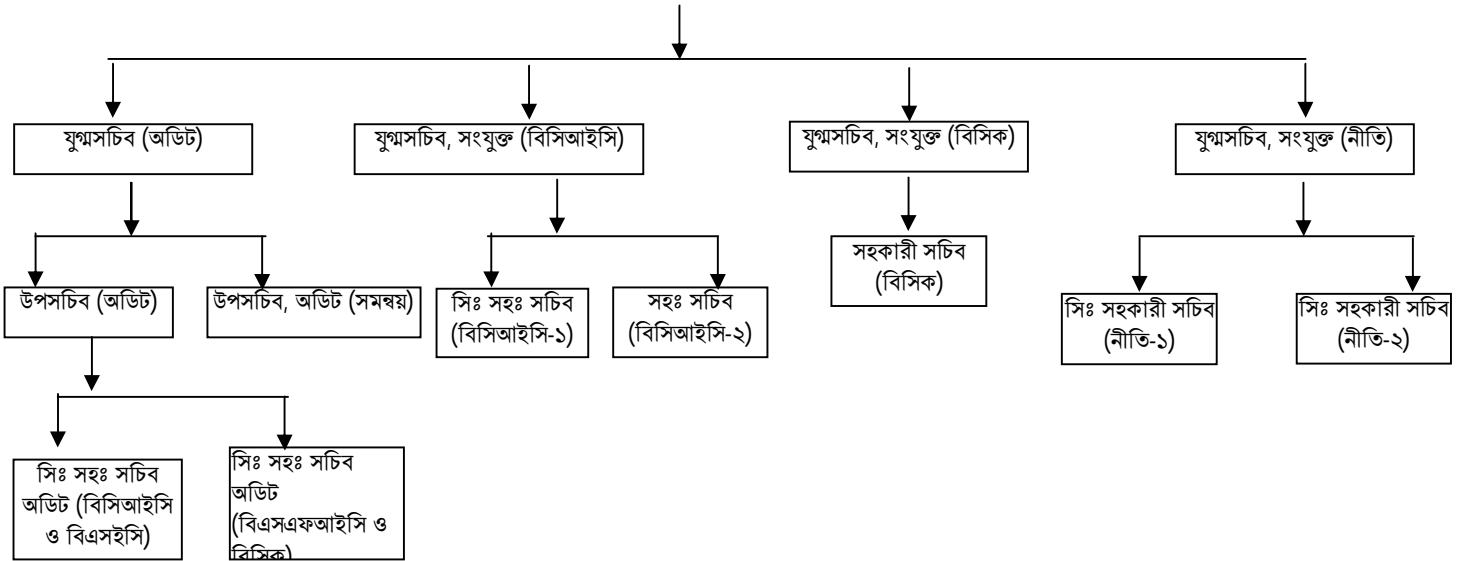 যুগ্মসচিব (অডিট)
যুগ্মসচিব, সংযুক্ত (বিসিআইসি)
যুগ্মসচিব, সংযুক্ত (বিসিক)
যুগ্মসচিব, সংযুক্ত (নীতি)
উপসচিব (অডিট)
উপসচিব, অডিট (সমন্বয়)
সিঃ সহঃ সচিব
(বিসিআইসি-১)
সহঃ সচিব
(বিসিআইসি-২)
সহকারী সচিব
(বিসিক)
সিঃ সহকারী সচিব
(নীতি-১)
সিঃ সহকারী সচিব
(নীতি-২)
সিঃ সহঃ সচিব
অডিট (বিসিআইসি
ও বিএসইসি)
সিঃ সহঃ সচিব
অডিট
(বিএসএফআইসি ও
বিসিক)